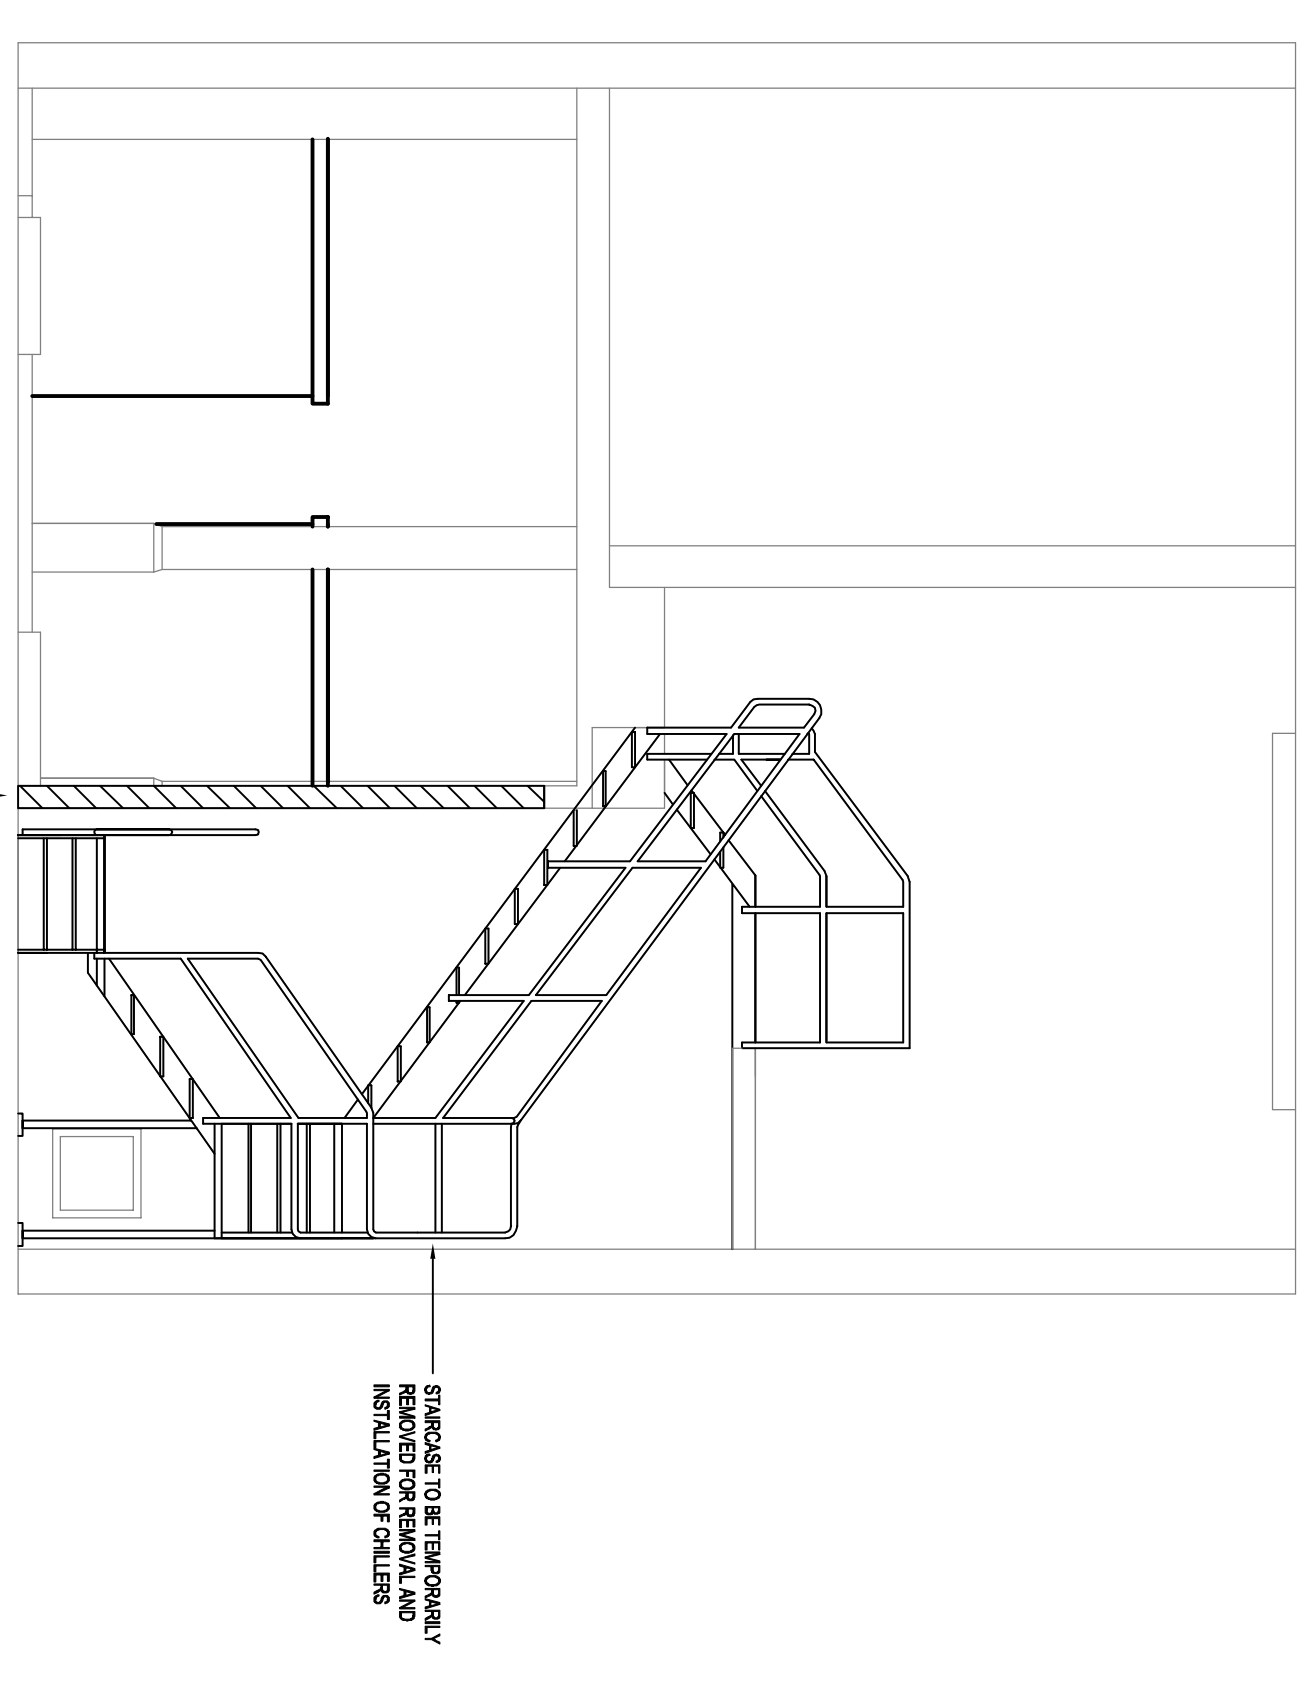 STAIRCASE TO BE TEMPORARILY
REMOVED FOR REMOVAL AND
INSTALLATION OF CHILLERS